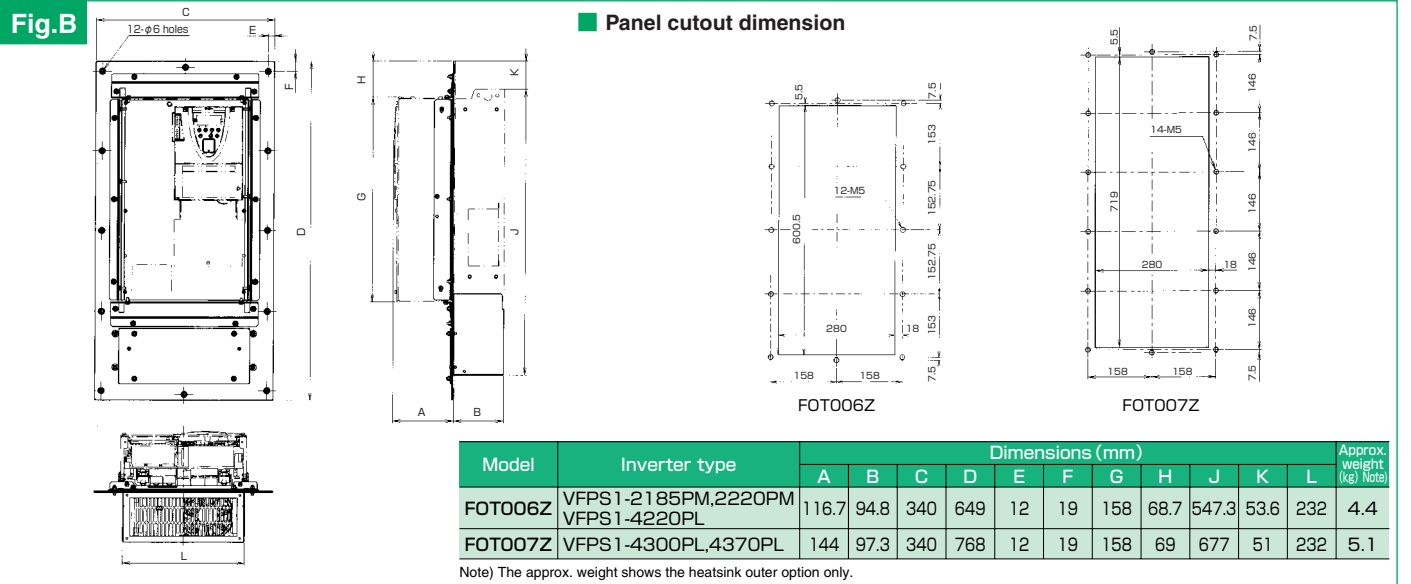 Fig.B
■ Panel cutout dimension
C
12-φ6 holes
E
F
D
H
K
G
J
A
B
L
5.5
7.5
153
152.75
12-M5
600.5
152.75
280
18
153
7.5
158
158
FOT006Z
5.5
7.5
146
146
14-M5
146
719
146
280
18
146
7.5
158
158
FOT007Z
Model Inverter type Dimensions (mm) Approx. weight (kg) Note)
A B C D E F G H J K L
FOT006Z VFPS1-2185PM,2220PM VFPS1-4220PL 116.7 94.8 340 649 12 19 158 68.7 547.3 53.6 232 4.4
FOT007Z VFPS1-4300PL,4370PL 144 97.3 340 768 12 19 158 69 677 51 232 5.1
Note) The approx. weight shows the heatsink outer option only.